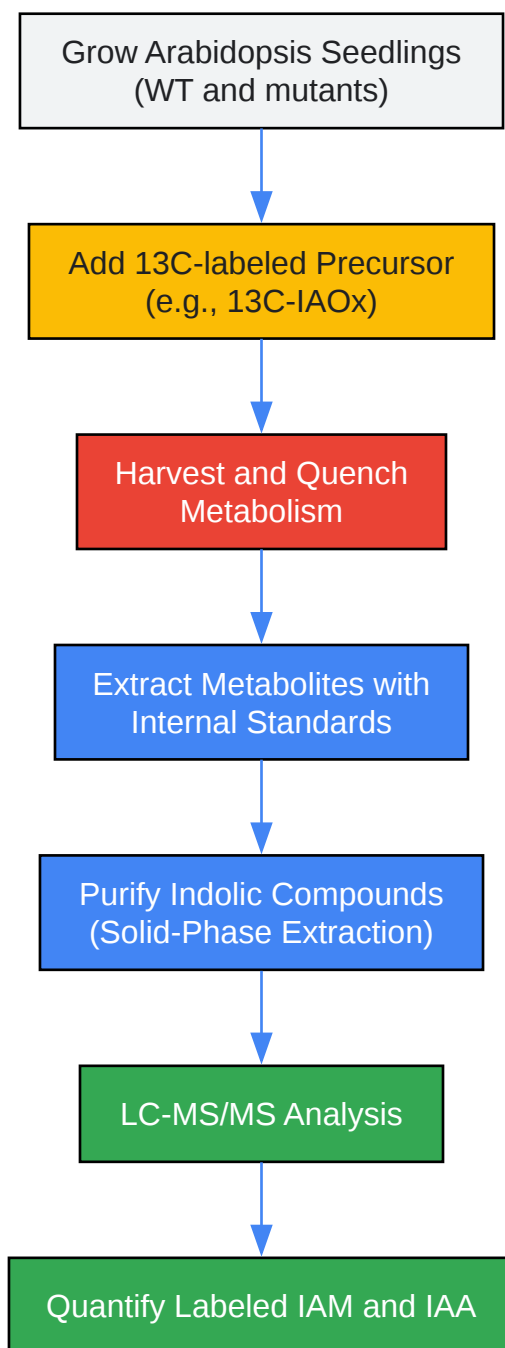 Grow Arabidopsis Seedlings
(WT and mutants)
Add 13C-labeled Precursor
(e.g., 13C-IAOx)
Harvest and Quench
Metabolism
Extract Metabolites with
Internal Standards
Purify Indolic Compounds
(Solid-Phase Extraction)
LC-MS/MS Analysis
Quantify Labeled IAM and IAA